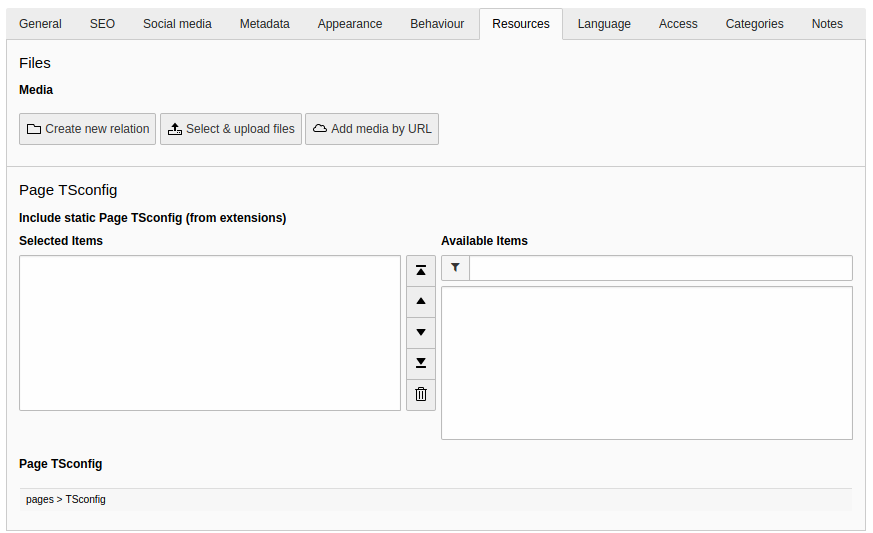 General SEO Social media Metadata Appearance Behaviour Resources Language Access Categories Notes
Files
Media
Create new relation Select & upload files Add media by URL
Page TSconfig
Include static Page TSconfig (from extensions)
Selected Items Available Items
Page TSconfig
pages > TSconfig